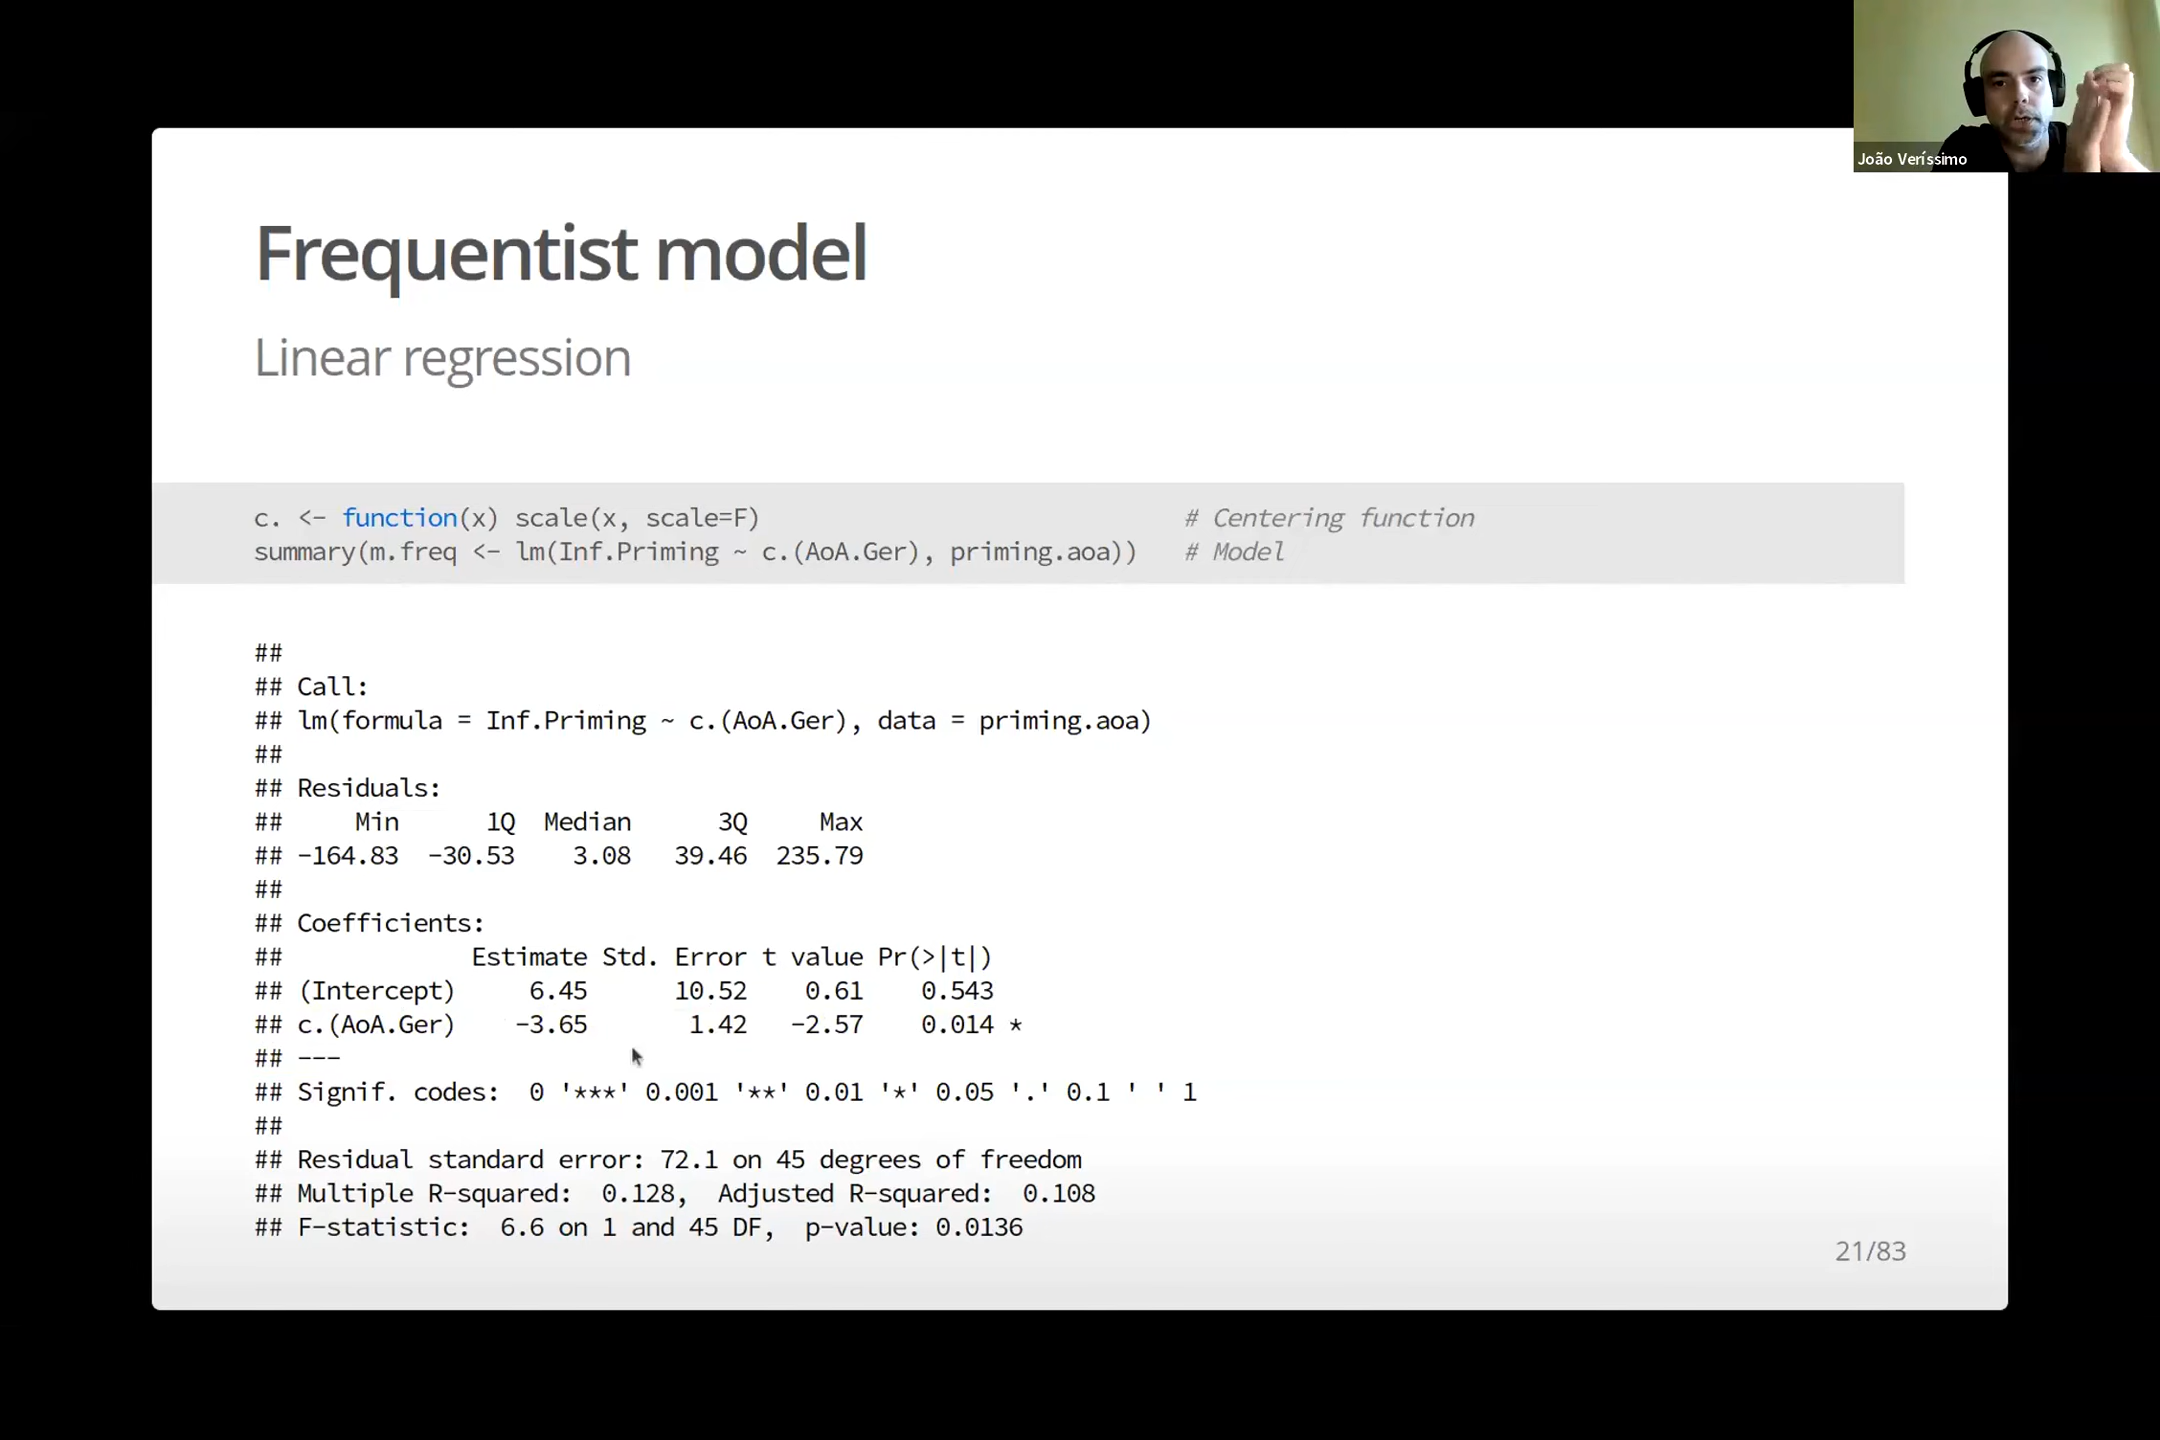 João Veríssimo
Frequentist model
Linear regression
c. <- function(x) scale(x, scale=F) # Centering function
summary(m.freq <- lm(Inf.Priming ~ c.(AoA.Ger), priming.aoa)) # Model
##
## Call:
## lm(formula = Inf.Priming ~ c.(AoA.Ger), data = priming.aoa)
##
## Residuals:
## Min 1Q Median 3Q Max
## -164.83 -30.53 3.08 39.46 235.79
##
## Coefficients:
## Estimate Std. Error t value Pr(>|t|)
## (Intercept) 6.45 10.52 0.61 0.543
## c.(AoA.Ger) -3.65 1.42 -2.57 0.014 *
## ---
## Signif. codes: 0 '***' 0.001 '**' 0.01 '*' 0.05 '.' 0.1 ' ' 1
##
## Residual standard error: 72.1 on 45 degrees of freedom
## Multiple R-squared: 0.128, Adjusted R-squared: 0.108
## F-statistic: 6.6 on 1 and 45 DF, p-value: 0.0136
21/83